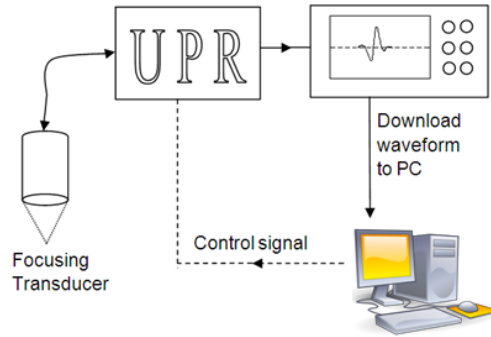 UPR
Download
waveform
to PC
Control signal
Focusing
Transducer